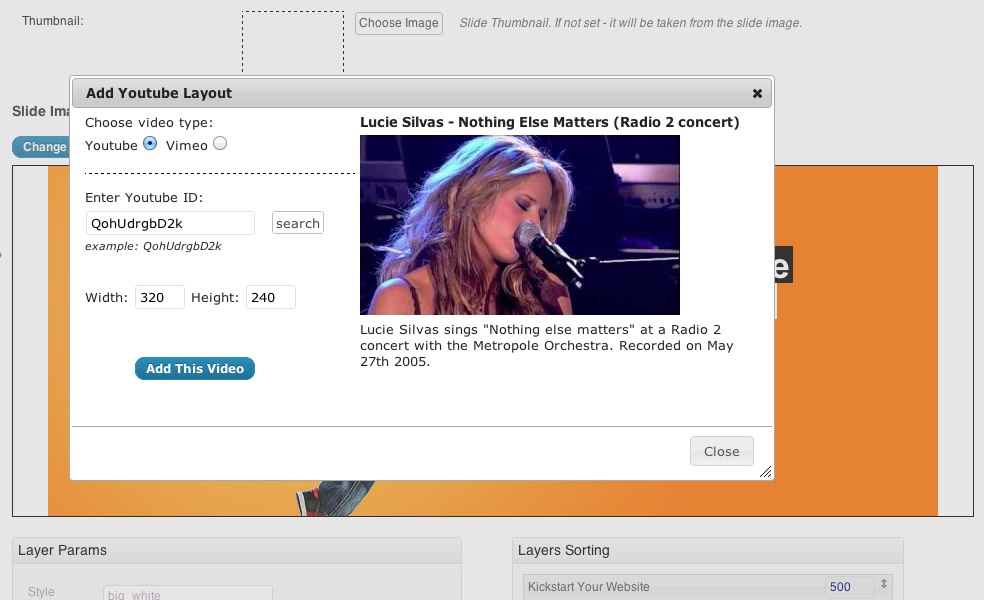 Thumbnail:
Choose Image
Slide Thumbnail. If not set - it will be taken from the slide image.
Add Youtube Layout
Slide Ima
Choose video type:
Lucie Silvas - Nothing Else Matters (Radio 2 concert)
Youtube Vimeo
Change
Enter Youtube ID:
QohUdrgbD2k
search
example: QohUdrgbD2k
e
Width: 320 Height: 240
Lucie Silvas sings "Nothing else matters" at a Radio 2
concert with the Metropole Orchestra. Recorded on May
27th 2005.
Add This Video
Close
Layer Params
Layers Sorting
Style
big_white
Kickstart Your Website
500